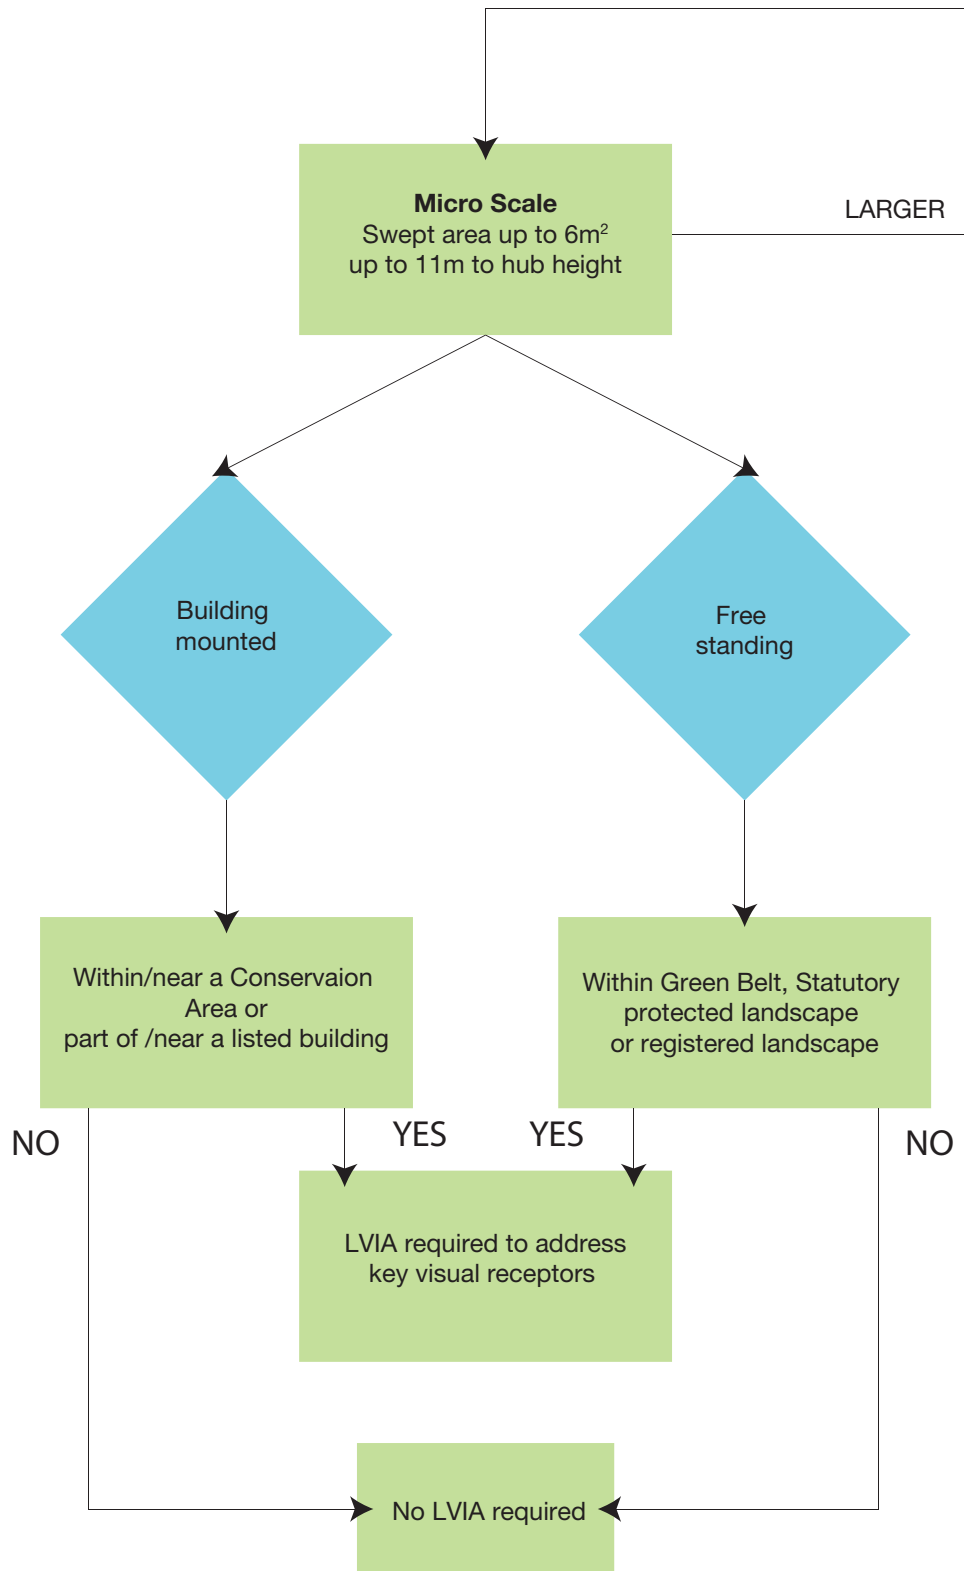 Micro Scale
Swept area up to 6m²
up to 11m to hub height
LARGER
Building
mounted
Free
standing
Within/near a Conservaion
Area or
part of /near a listed building
Within Green Belt, Statutory
protected landscape
or registered landscape
NO
YES
YES
NO
LVIA required to address
key visual receptors
No LVIA required